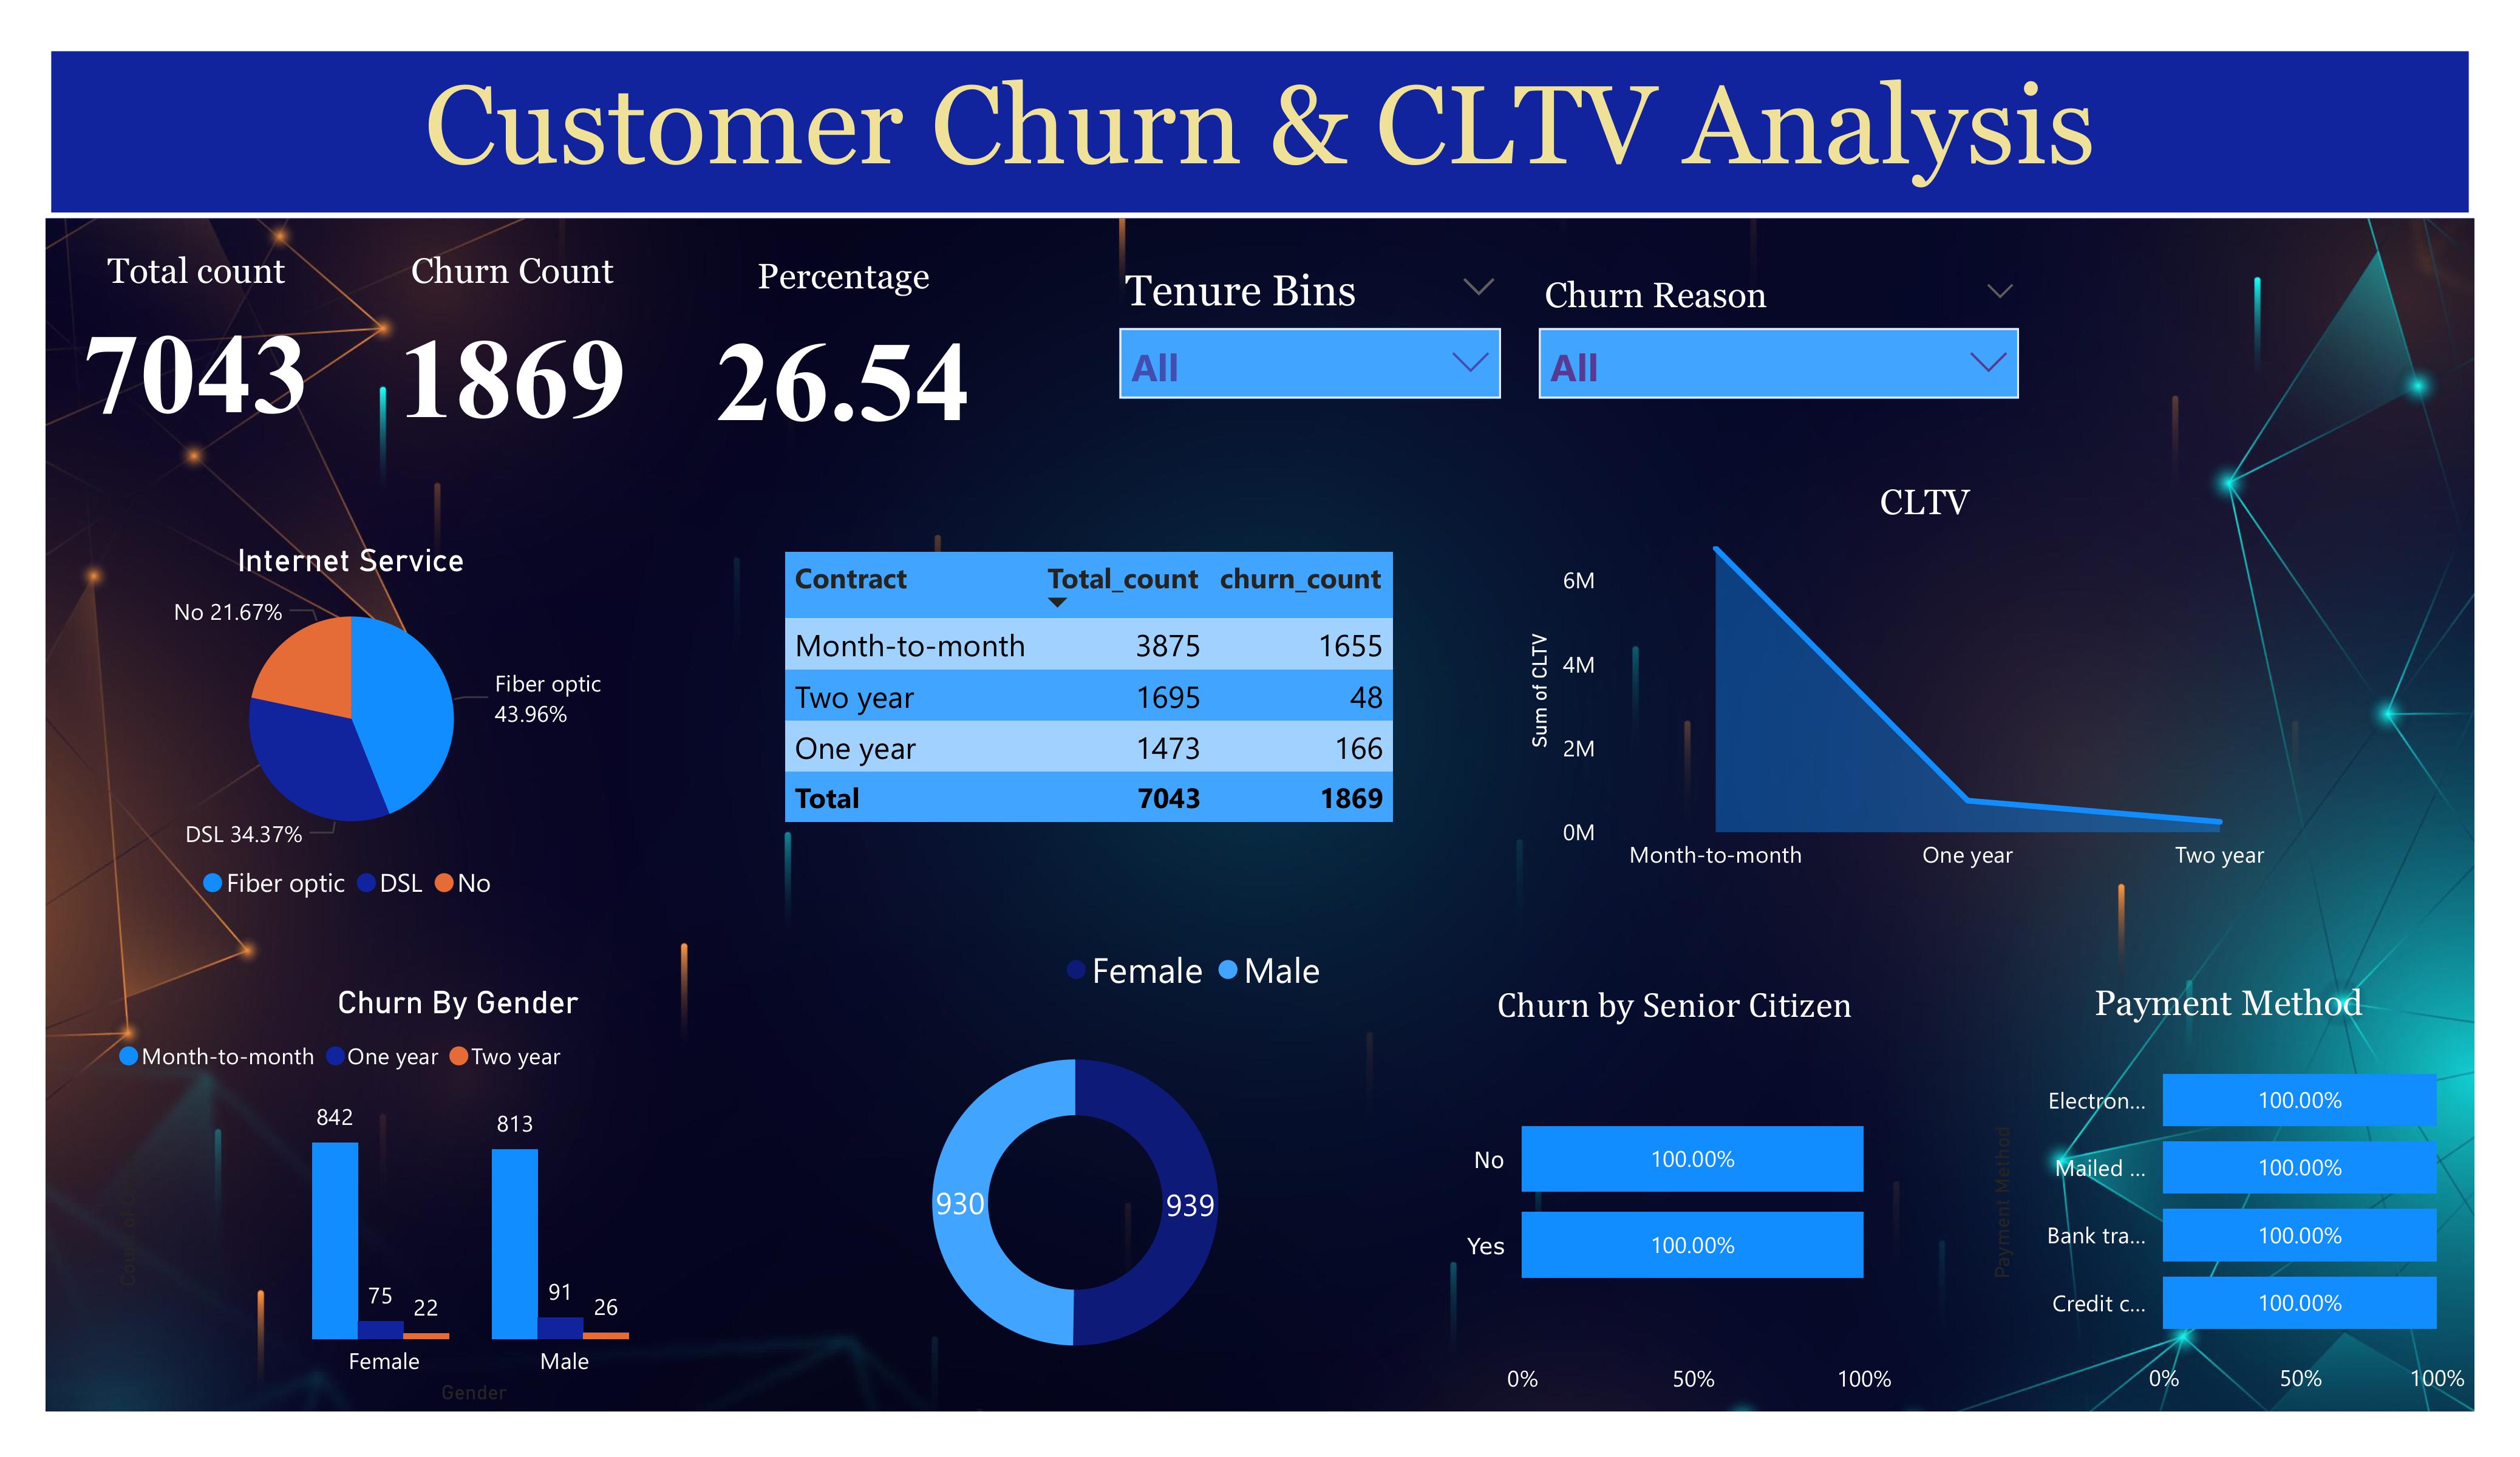 Customer Churn & CLTV Analysis
Total count
7043
Churn Count
1869
Percentage
26.54
Tenure Bins
All
Churn Reason
All
Internet Service
No 21.67%
Fiber optic
43.96%
DSL 34.37%
Fiber optic DSL No
Contract Total_count churn_count
Month-to-month 3875 1655
Two year 1695 48
One year 1473 166
Total 7043 1869
CLTV
Sum of CLTV
6M
4M
2M
0M
Month-to-month One year Two year
Churn By Gender
Month-to-month One year Two year
842 75 22
813 91 26
Female Male
Gender
Female Male
930 939
Churn by Senior Citizen
No 100.00%
Yes 100.00%
0% 50% 100%
Payment Method
Payment Method
Electron... 100.00%
Mailed ... 100.00%
Bank tra... 100.00%
Credit c... 100.00%
0% 50% 100%